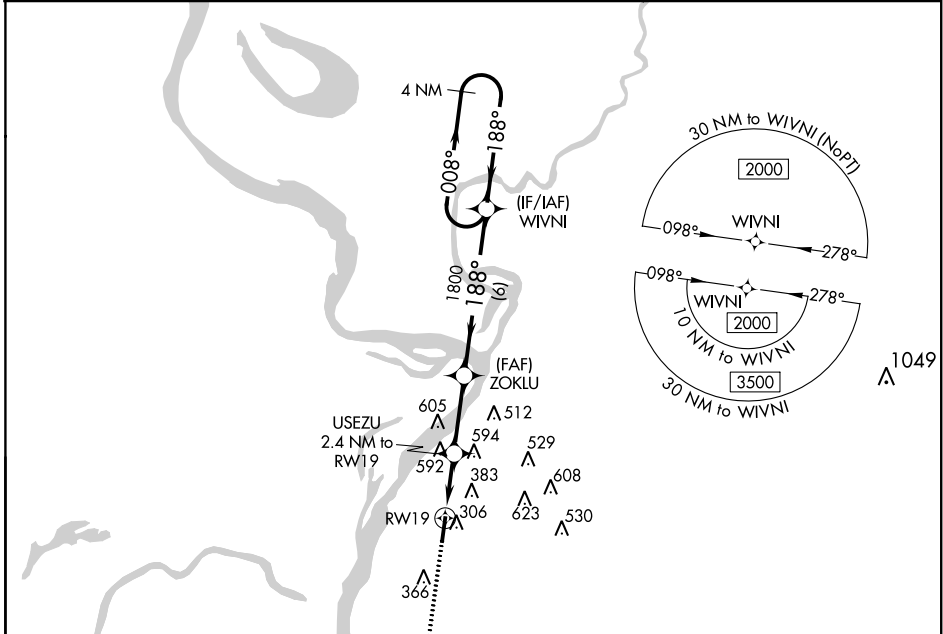 4 NM
188°
008°
(IF/IAF)
WIVNI
1800
188°
(6)
(FAF)
ZOKLU
605
512
USEZU
2.4 NM to
RW19
592
594
529
383
608
623
RW19
306
530
366
30 NM to WIVNI (NoPT)
2000
WIVNI
098°
278°
098°
278°
WIVNI
2000
10 NM to WIVNI
3500
30 NM to WIVNI
1049